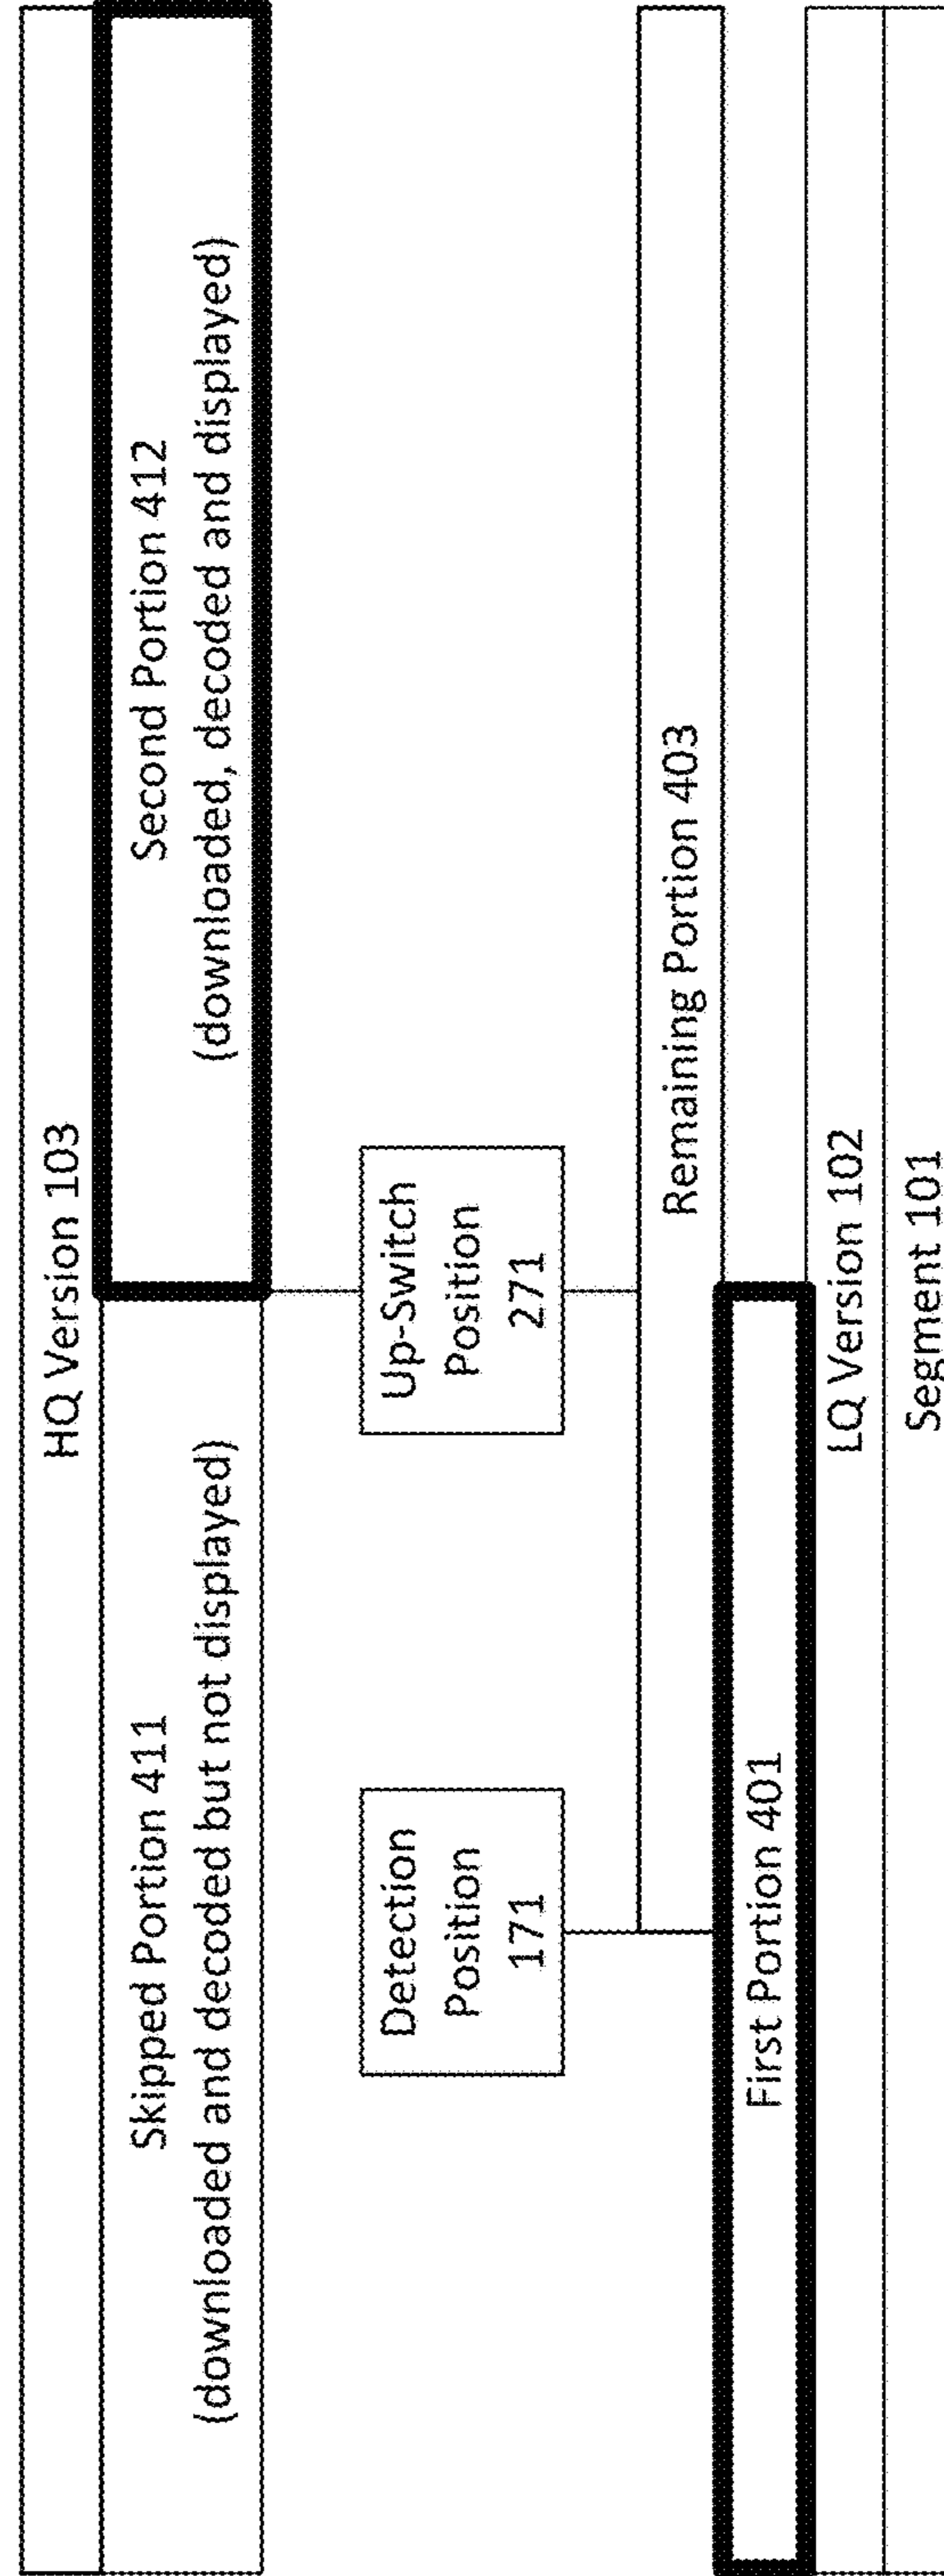 HQ Version 103
Skipped Portion 411
(downloaded and decoded but not displayed)
Second Portion 412
(downloaded, decoded and displayed)
Detection
Position
171
Up-Switch
Position
271
Remaining Portion 403
First Portion 401
LQ Version 102
Segment 101